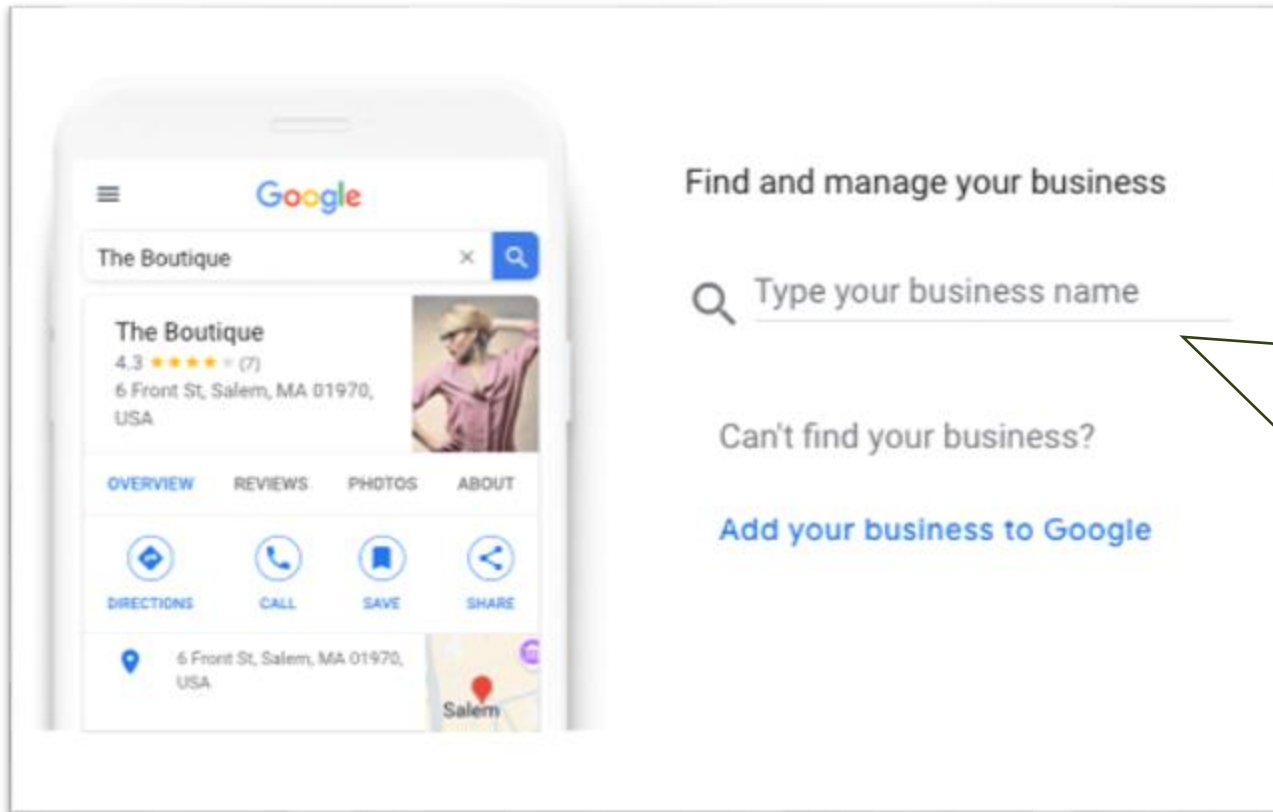 Google
The Boutique
The Boutique
4.3 (7)
6 Front St, Salem, MA 01970,
USA
OVERVIEW REVIEWS PHOTOS ABOUT
DIRECTIONS CALL SAVE SHARE
6 Front St, Salem, MA 01970,
USA
Salem
Find and manage your business
Type your business name
Can't find your business?
Add your business to Google